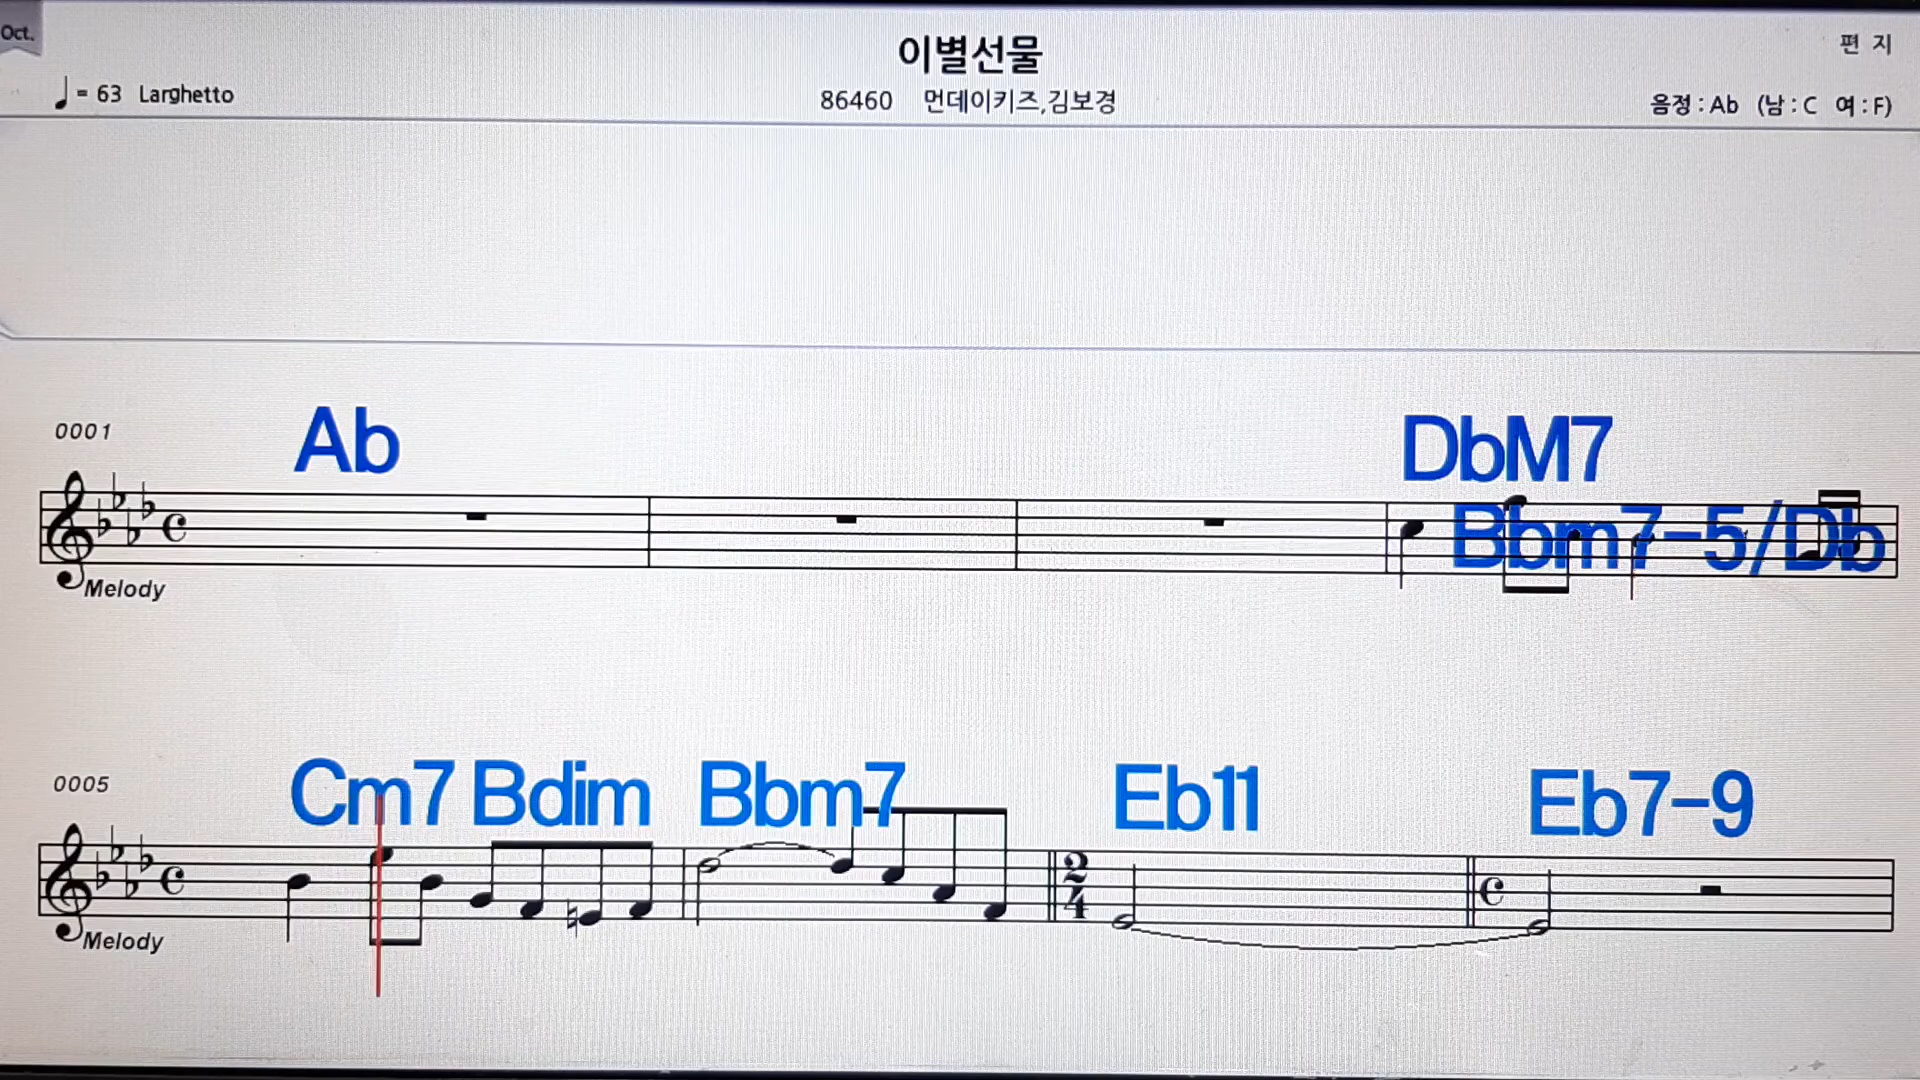 Oct.
이별선물
편 지
♩= 63 Larghetto
86460 먼데이키즈,김보경
음정 : Ab (남 : C 여 : F)
0001
Ab
DbM7
Bbm7-5/Db
Melody
0005
Cm7 Bdim Bbm7 Eb11 Eb7-9
2
4
Melody